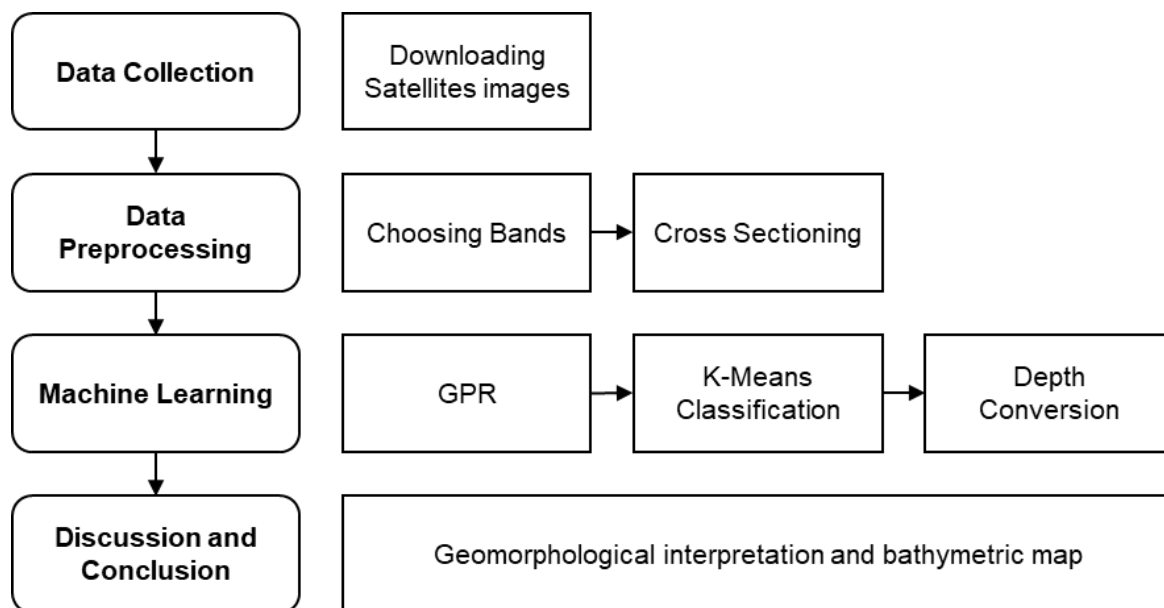 Data Collection
Downloading
Satellites images
Data
Preprocessing
Choosing Bands
Cross Sectioning
Machine Learning
GPR
K-Means
Classification
Depth
Conversion
Discussion and
Conclusion
Geomorphological interpretation and bathymetric map